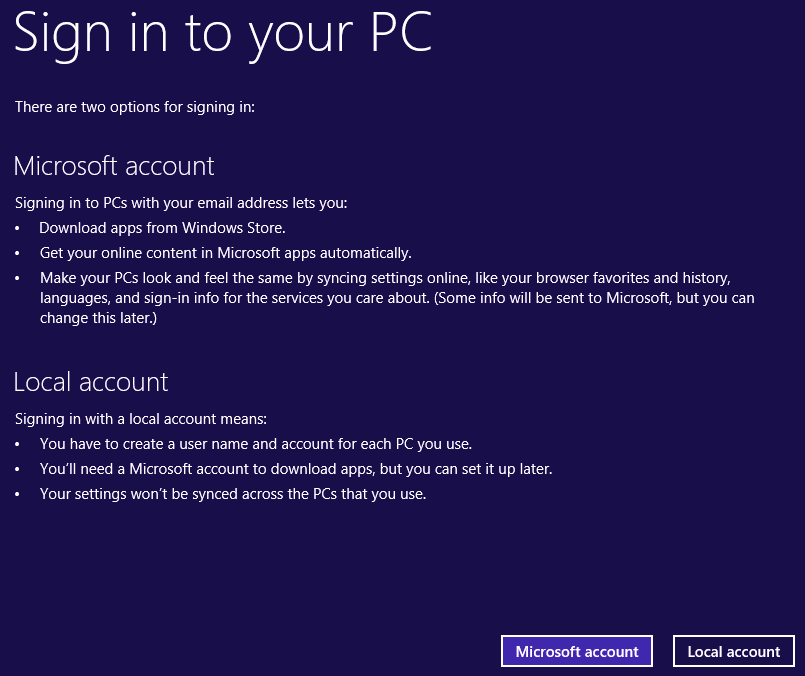 Sign in to your PC
There are two options for signing in:
Microsoft account
Signing in to PCs with your email address lets you:
• Download apps from Windows Store.
• Get your online content in Microsoft apps automatically.
• Make your PCs look and feel the same by syncing settings online, like your browser favorites and history,
languages, and sign-in info for the services you care about. (Some info will be sent to Microsoft, but you can
change this later.)
Local account
Signing in with a local account means:
• You have to create a user name and account for each PC you use.
• You’ll need a Microsoft account to download apps, but you can set it up later.
• Your settings won’t be synced across the PCs that you use.
Microsoft account Local account